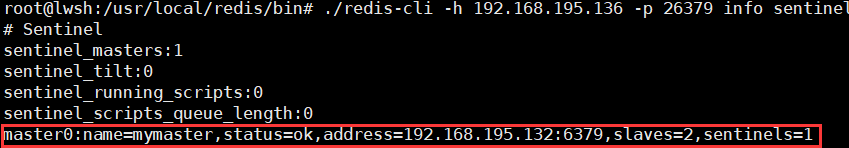 root@lwsh:/usr/local/redis/bin# ./redis-cli -h 192.168.195.136 -p 26379 info sentinel
# Sentinel
sentinel_masters:1
sentinel_tilt:0
sentinel_running_scripts:0
sentinel_scripts_queue_length:0
master0:name=mymaster,status=ok,address=192.168.195.132:6379,slaves=2,sentinels=1